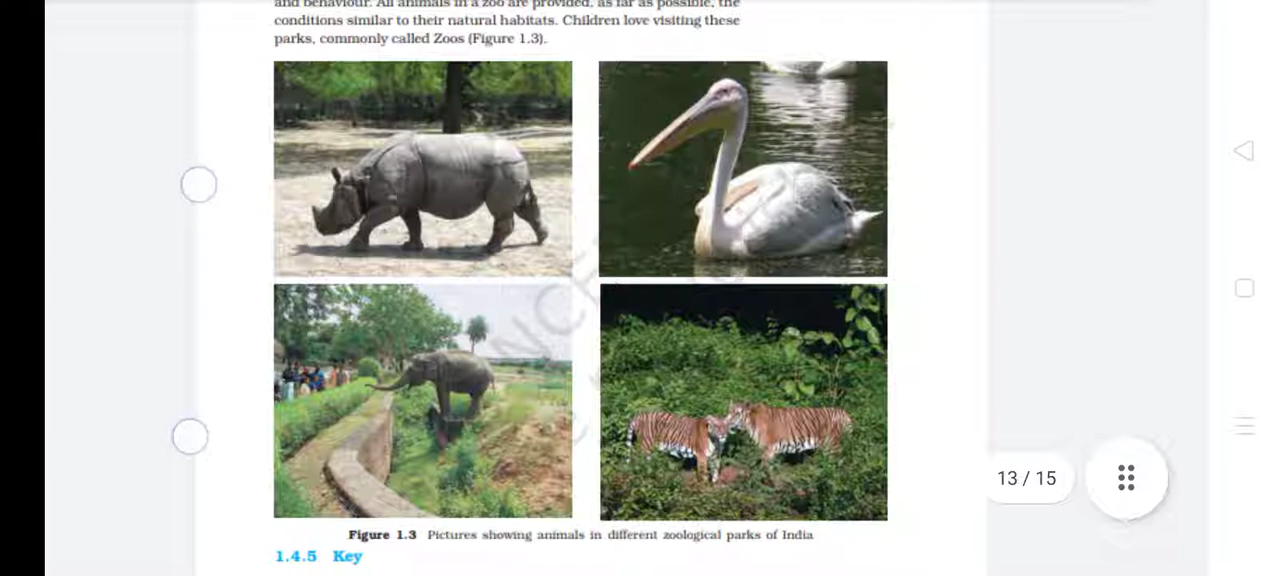 and behaviour. All animals in a zoo are provided, as far as possible, the
conditions similar to their natural habitats. Children love visiting these
parks, commonly called Zoos (Figure 1.3).
Figure 1.3 Pictures showing animals in different zoological parks of India
1.4.5 Key
13 / 15